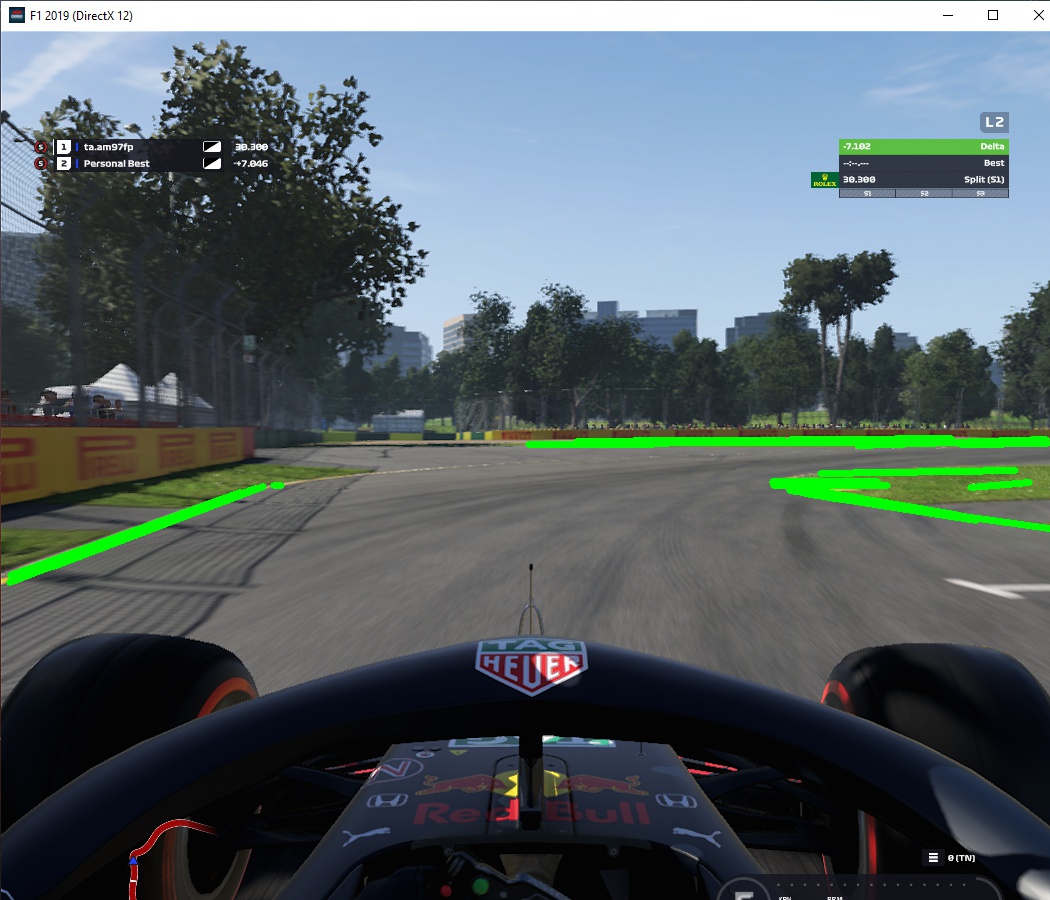 F1 2019 (DirectX 12)
L2
S 1 ta.am97fp 30.300
S 2 Personal Best +7.046
-7.102 Delta
--:--.--- Best
ROLEX 30.300 Split (S1)
S1 S2 S3
PIRELLI
TAG
HEUER
Red Bull
0 (TN)